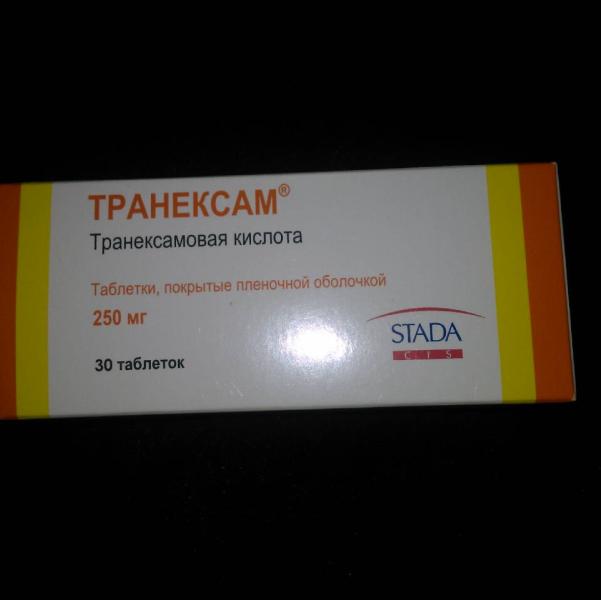 ТРАНЕКСАМ®
Транексамовая кислота
Таблетки, покрытые пленочной оболочкой
250 мг
30 таблеток
STADA
CIS